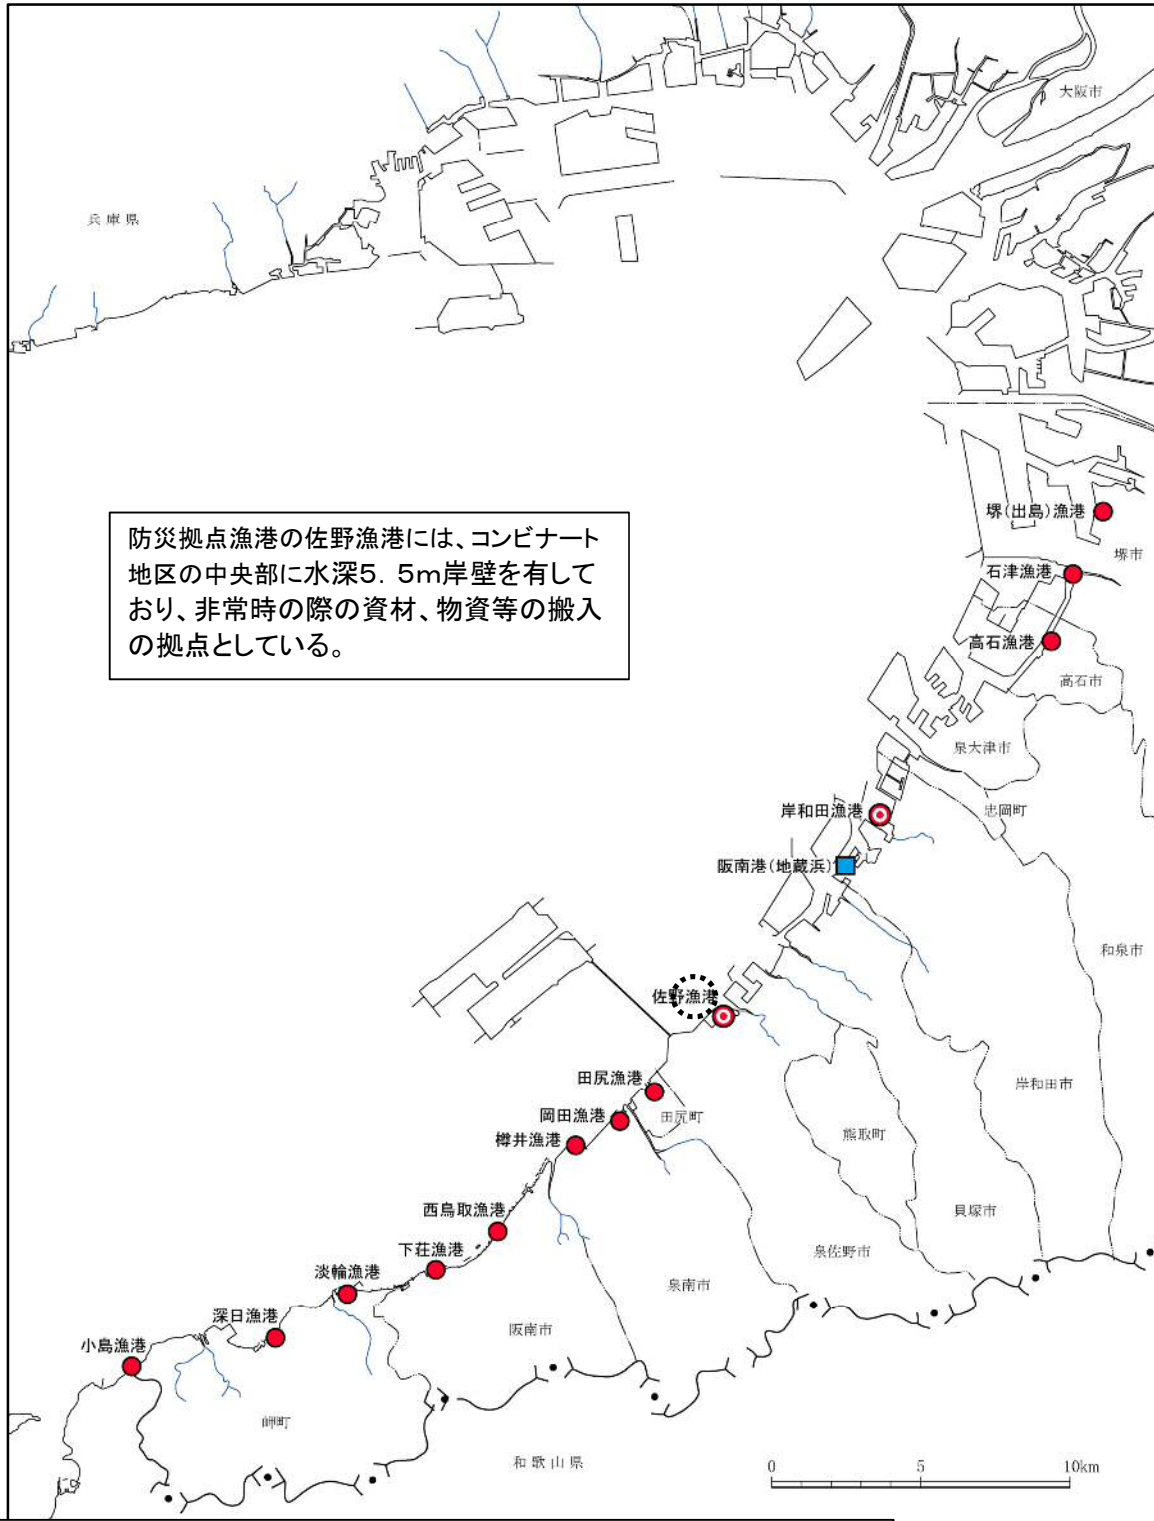 大阪市
兵庫県
防災拠点漁港の佐野漁港には、コンビナート
地区の中央部に水深5．5m岸壁を有して
おり、非常時の際の資材、物資等の搬入
の拠点としている。
堺（出島）漁港
堺市
石津漁港
高石漁港
高石市
泉大津市
忠岡町
岸和田漁港
阪南港（地蔵浜）
和泉市
佐野漁港
田尻漁港
岸和田市
岡田漁港
田尻町
熊取町
樽井漁港
貝塚市
西鳥取漁港
泉佐野市
下荘漁港
淡輪漁港
泉南市
深日漁港
阪南市
小島漁港
岬町
和歌山県
0 5 10km